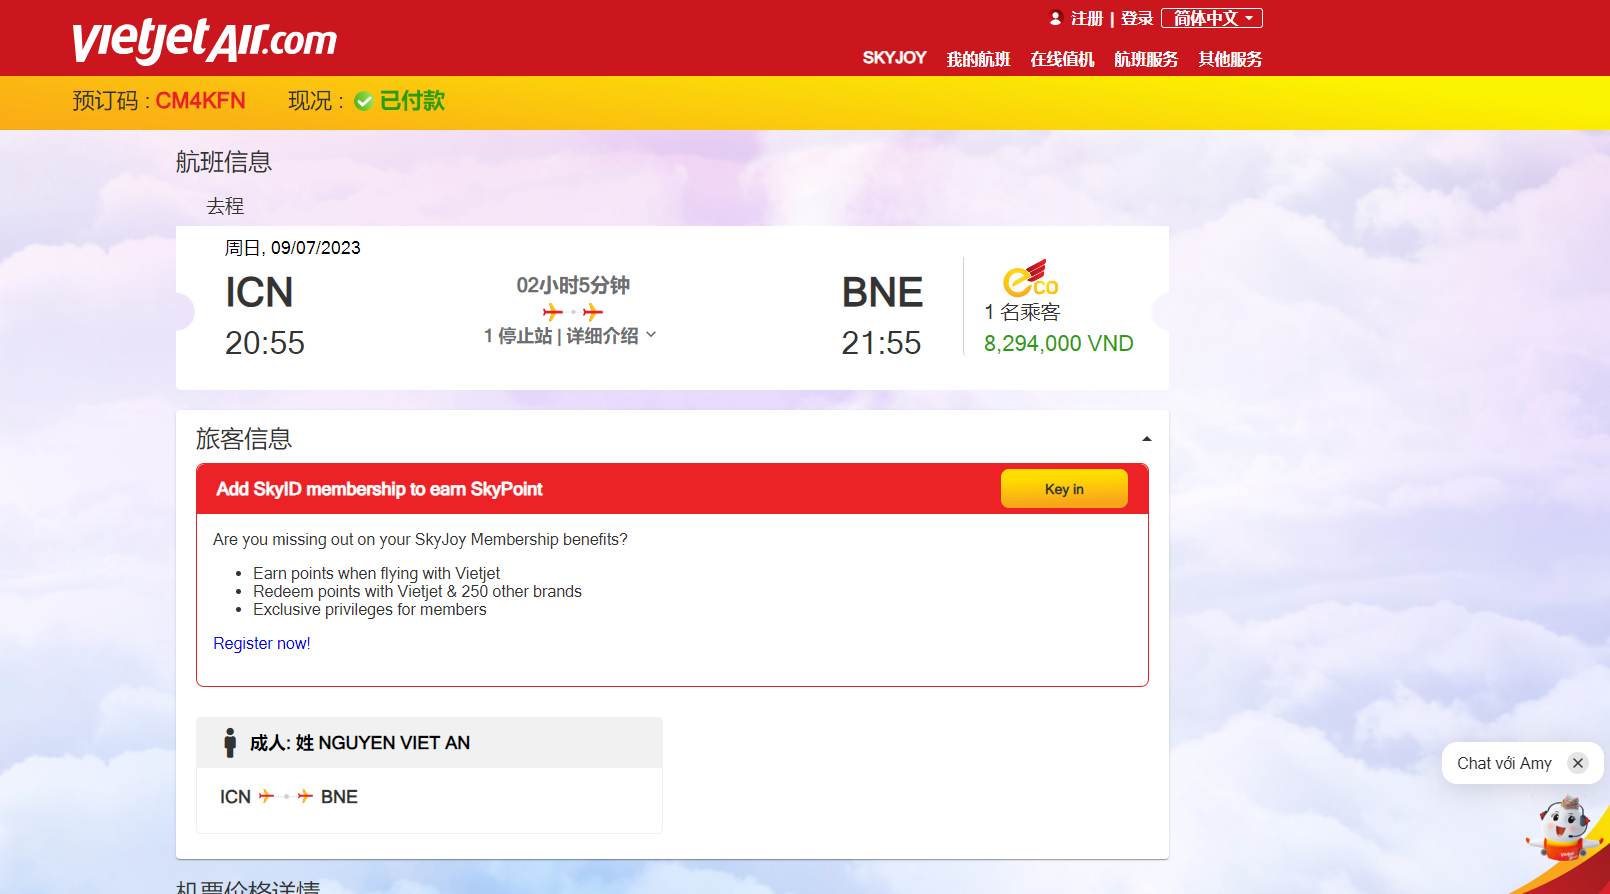 vietjetAir.com
注册 | 登录 简体中文
SKYJOY 我的航班 在线值机 航班服务 其他服务
预订码 : CM4KFN 现况 : 已付款
航班信息
去程
周日, 09/07/2023
ICN
20:55
02小时5分钟
1 停止站 | 详细介绍
BNE
21:55
eco
1 名乘客
8,294,000 VND
旅客信息
Add SkyID membership to earn SkyPoint
Key in
Are you missing out on your SkyJoy Membership benefits?
Earn points when flying with Vietjet
Redeem points with Vietjet & 250 other brands
Exclusive privileges for members
Register now!
成人: 姓 NGUYEN VIET AN
ICN BNE
Chat với Amy
机票价格详情